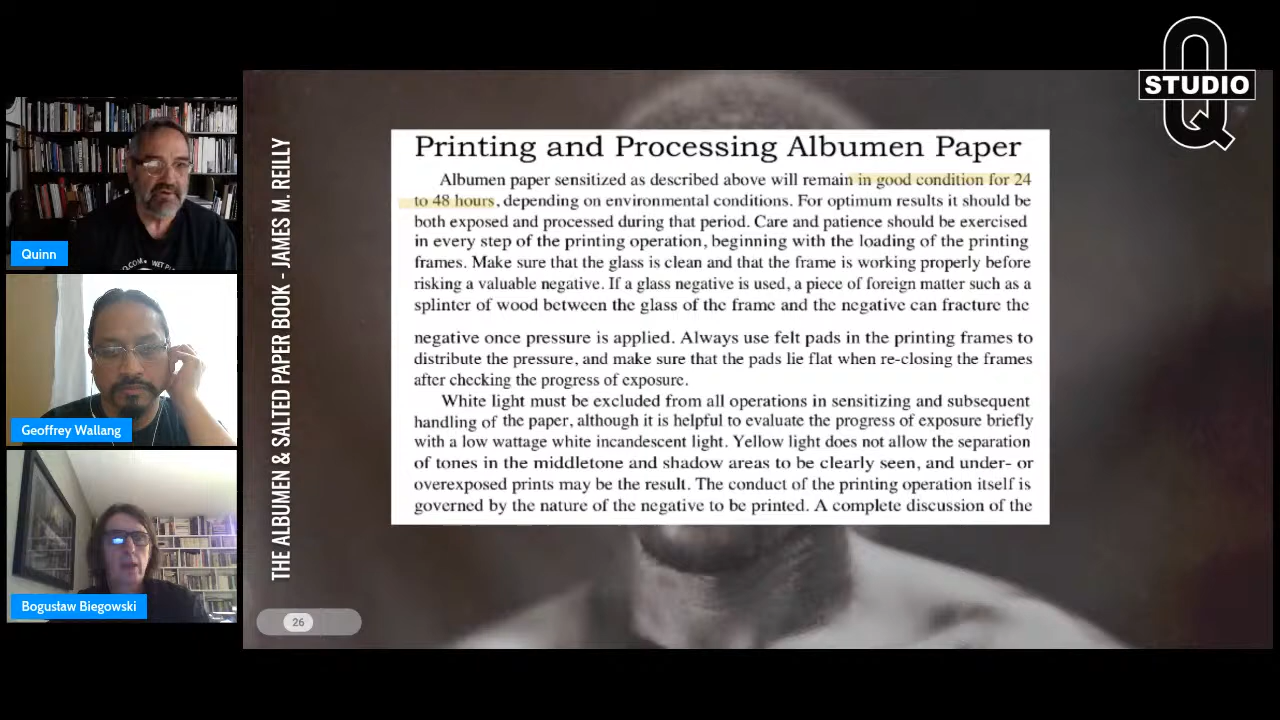 STUDIO
Q
Quinn
Geoffrey Wallang
Bogusław Biegowski
THE ALBUMEN & SALTED PAPER BOOK - JAMES M. REILLY
Printing and Processing Albumen Paper
Albumen paper sensitized as described above will remain in good condition for 24
to 48 hours, depending on environmental conditions. For optimum results it should be
both exposed and processed during that period. Care and patience should be exercised
in every step of the printing operation, beginning with the loading of the printing
frames. Make sure that the glass is clean and that the frame is working properly before
risking a valuable negative. If a glass negative is used, a piece of foreign matter such as a
splinter of wood between the glass of the frame and the negative can fracture the
negative once pressure is applied. Always use felt pads in the printing frames to
distribute the pressure, and make sure that the pads lie flat when re-closing the frames
after checking the progress of exposure.
White light must be excluded from all operations in sensitizing and subsequent
handling of the paper, although it is helpful to evaluate the progress of exposure briefly
with a low wattage white incandescent light. Yellow light does not allow the separation
of tones in the middletone and shadow areas to be clearly seen, and under- or
overexposed prints may be the result. The conduct of the printing operation itself is
governed by the nature of the negative to be printed. A complete discussion of the
26